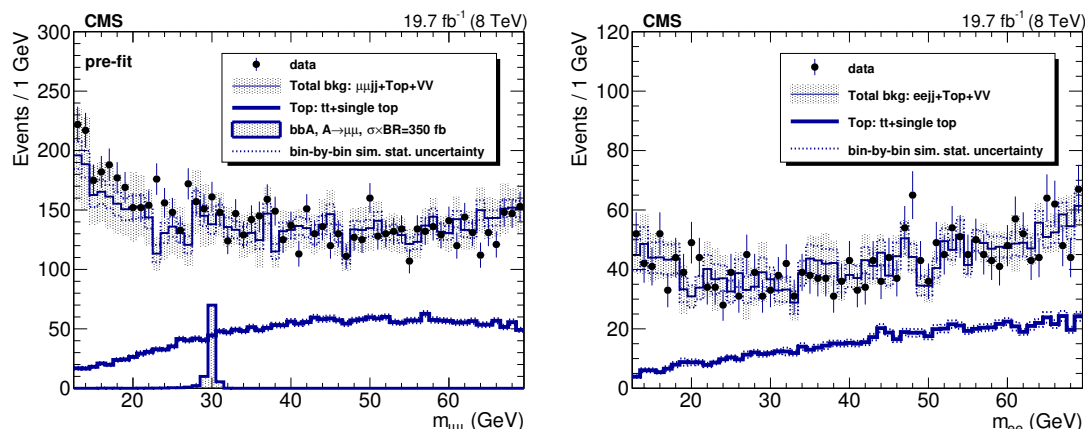 CMS 19.7 fb⁻¹ (8 TeV)
Events / 1 GeV
300
250
200
150
100
50
0
pre-fit
data
Total bkg: μμjj+Top+VV
Top: tt+single top
bbA, A→μμ, σ×BR=350 fb
bin-by-bin sim. stat. uncertainty
20 30 40 50 60
m_μμ (GeV)
CMS 19.7 fb⁻¹ (8 TeV)
Events / 1 GeV
120
100
80
60
40
20
0
data
Total bkg: eejj+Top+VV
Top: tt+single top
bin-by-bin sim. stat. uncertainty
20 30 40 50 60
m_ee (GeV)